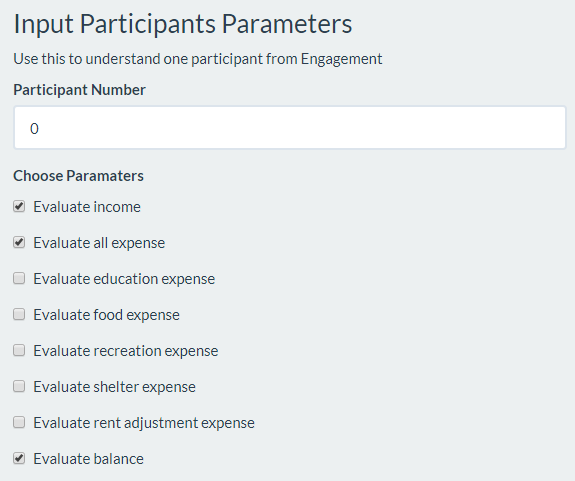 Input Participants Parameters
Use this to understand one participant from Engagement
Participant Number
0
Choose Paramaters
Evaluate income
Evaluate all expense
Evaluate education expense
Evaluate food expense
Evaluate recreation expense
Evaluate shelter expense
Evaluate rent adjustment expense
Evaluate balance